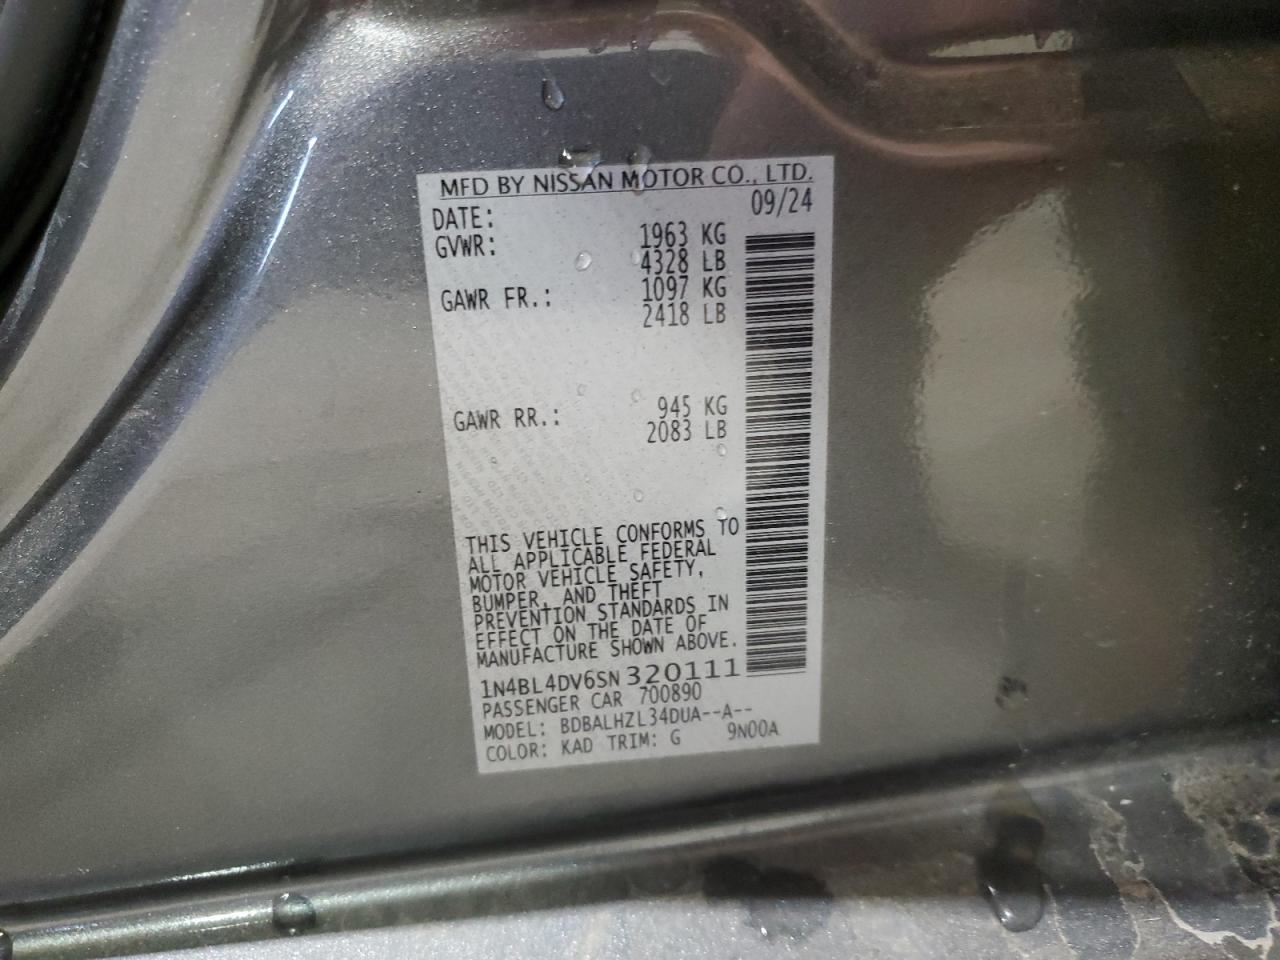 MFD BY NISSAN MOTOR CO., LTD.
DATE: 09/24
GVWR: 1963 KG
4328 LB
GAWR FR.: 1097 KG
2418 LB
GAWR RR.: 945 KG
2083 LB
THIS VEHICLE CONFORMS TO
ALL APPLICABLE FEDERAL
MOTOR VEHICLE SAFETY,
BUMPER, AND THEFT
PREVENTION STANDARDS IN
EFFECT ON THE DATE OF
MANUFACTURE SHOWN ABOVE.
1N4BL4DV6SN320111
PASSENGER CAR 700890
MODEL: BDBALHZL34DUA--A--
COLOR: KAD TRIM: G 9N00A